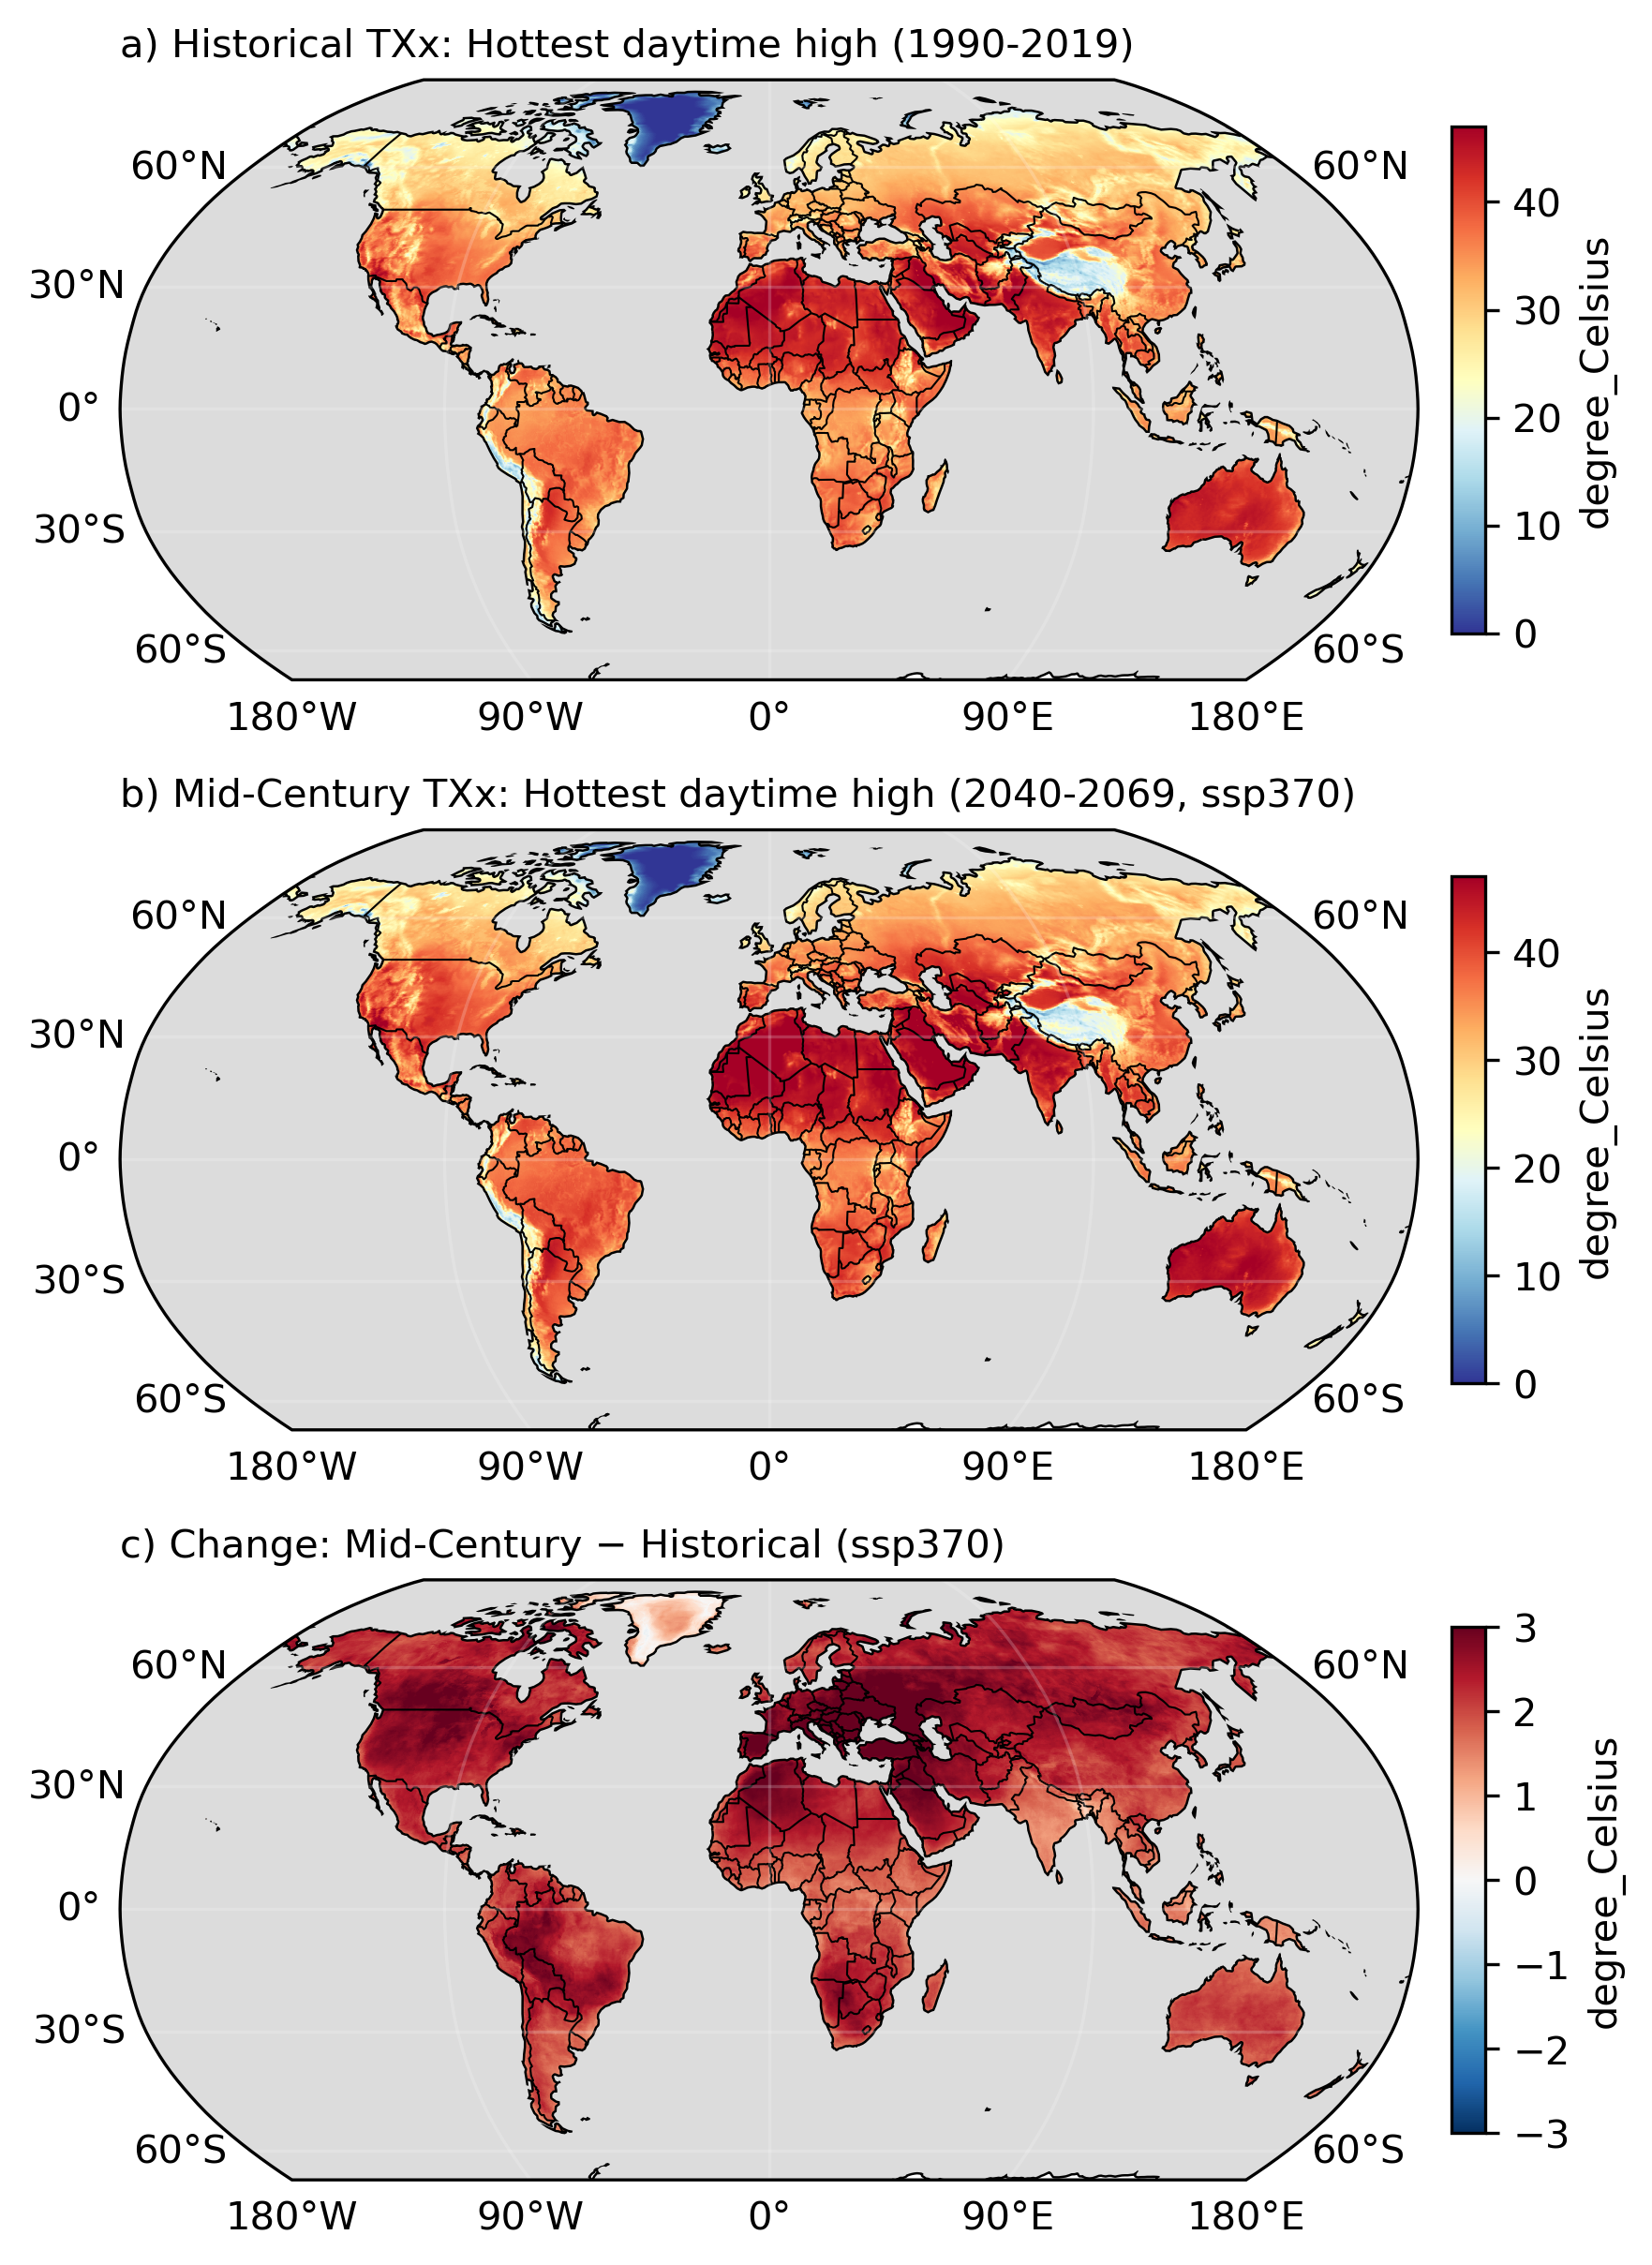 a) Historical TXx: Hottest daytime high (1990-2019)
60°N 60°N
30°N
0°
30°S
60°S 60°S
180°W 90°W 0° 90°E 180°E
40
30
20
10
0
degree_Celsius
b) Mid-Century TXx: Hottest daytime high (2040-2069, ssp370)
60°N 60°N
30°N
0°
30°S
60°S 60°S
180°W 90°W 0° 90°E 180°E
40
30
20
10
0
degree_Celsius
c) Change: Mid-Century − Historical (ssp370)
60°N 60°N
30°N
0°
30°S
60°S 60°S
180°W 90°W 0° 90°E 180°E
3
2
1
0
−1
−2
−3
degree_Celsius